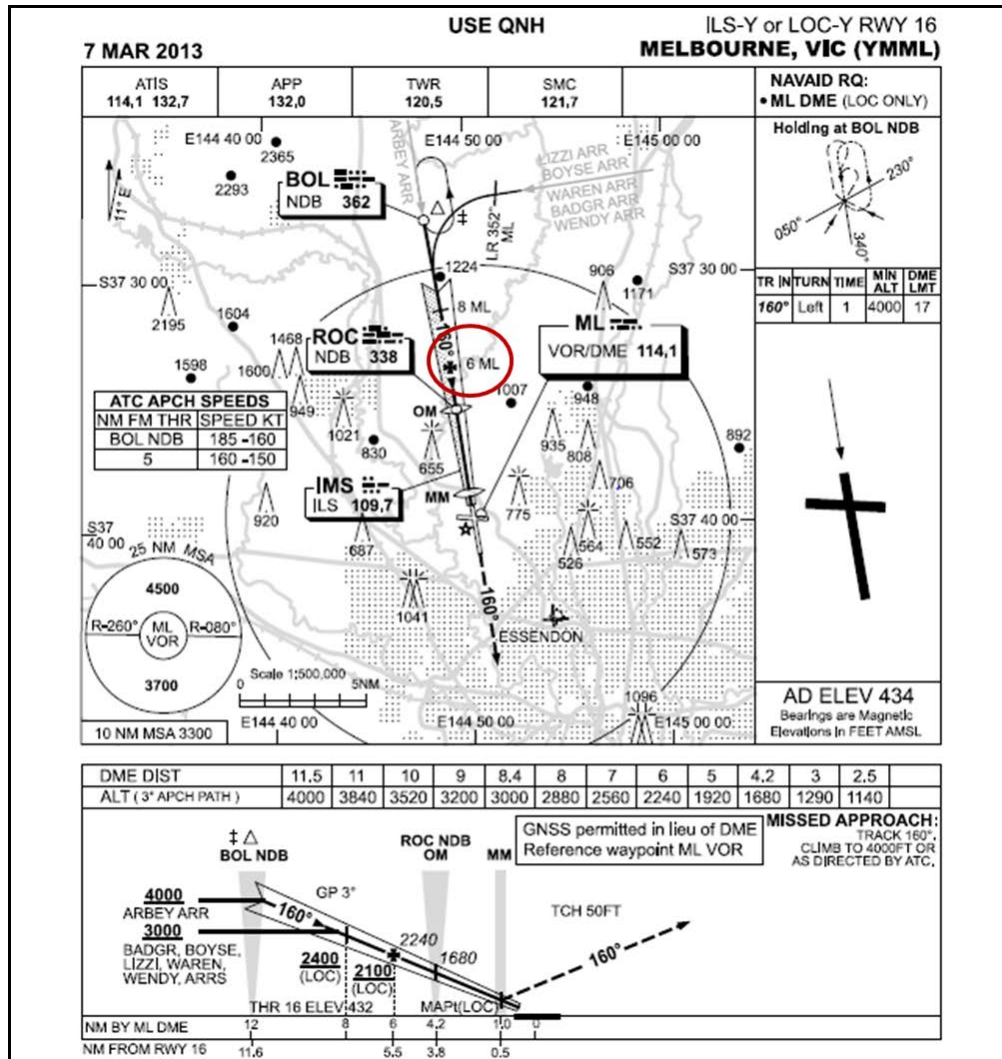 USE QNH
ILS-Y or LOC-Y RWY 16
7 MAR 2013
MELBOURNE, VIC (YMML)
ATIS
114,1 132,7
APP
132,0
TWR
120,5
SMC
121,7
NAVAID RQ:
• ML DME (LOC ONLY)
Holding at BOL NDB
230°
050°
340°
TR IN TURN TIME MIN ALT DME LMT
160° Left 1 4000 17
E144 40 00
E144 50 00
E145 00 00
ARBEY ARR
LIZZI ARR
BOYSE ARR
WAREN ARR
BADGR ARR
WENDY ARR
2365
2293
11° E
BOL
NDB 362
LR 352°
ML
S37 30 00
1224
906
S37 30 00
1171
2195
1604
8 ML
160°
ROC
NDB 338
ML
VOR/DME 114,1
1468
1600
1598
6 ML
1007
948
949
ATC APCH SPEEDS
NM FM THR SPEED KT
BOL NDB 185 -160
5 160 -150
OM
1021
830
655
935
808
892
706
IMS
ILS 109,7
MM
775
920
687
564
526
552
573
S37 40 00
S37
40 00
25 NM MSA
4500
R-260°
ML
VOR
R-080°
3700
10 NM MSA 3300
1041
160°
ESSENDON
Scale 1:500,000
0 5NM
E144 40 00
E144 50 00
1096
E145 00 00
AD ELEV 434
Bearings are Magnetic
Elevations in FEET AMSL
DME DIST 11.5 11 10 9 8.4 8 7 6 5 4.2 3 2.5
ALT ( 3° APCH PATH ) 4000 3840 3520 3200 3000 2880 2560 2240 1920 1680 1290 1140
MISSED APPROACH:
TRACK 160°,
CLIMB TO 4000FT OR
AS DIRECTED BY ATC,
GNSS permitted in lieu of DME
Reference waypoint ML VOR
‡ △
BOL NDB
ROC NDB
OM
MM
GP 3°
4000
ARBEY ARR
160°
3000
BADGR, BOYSE,
LIZZI, WAREN,
WENDY, ARRS
2240
1680
2400
(LOC)
2100
(LOC)
TCH 50FT
160°
THR 16 ELEV 432
MAPt(LOC)
NM BY ML DME 12 8 6 4.2 1.0 0
NM FROM RWY 16 11.6 5.5 3.8 0.5